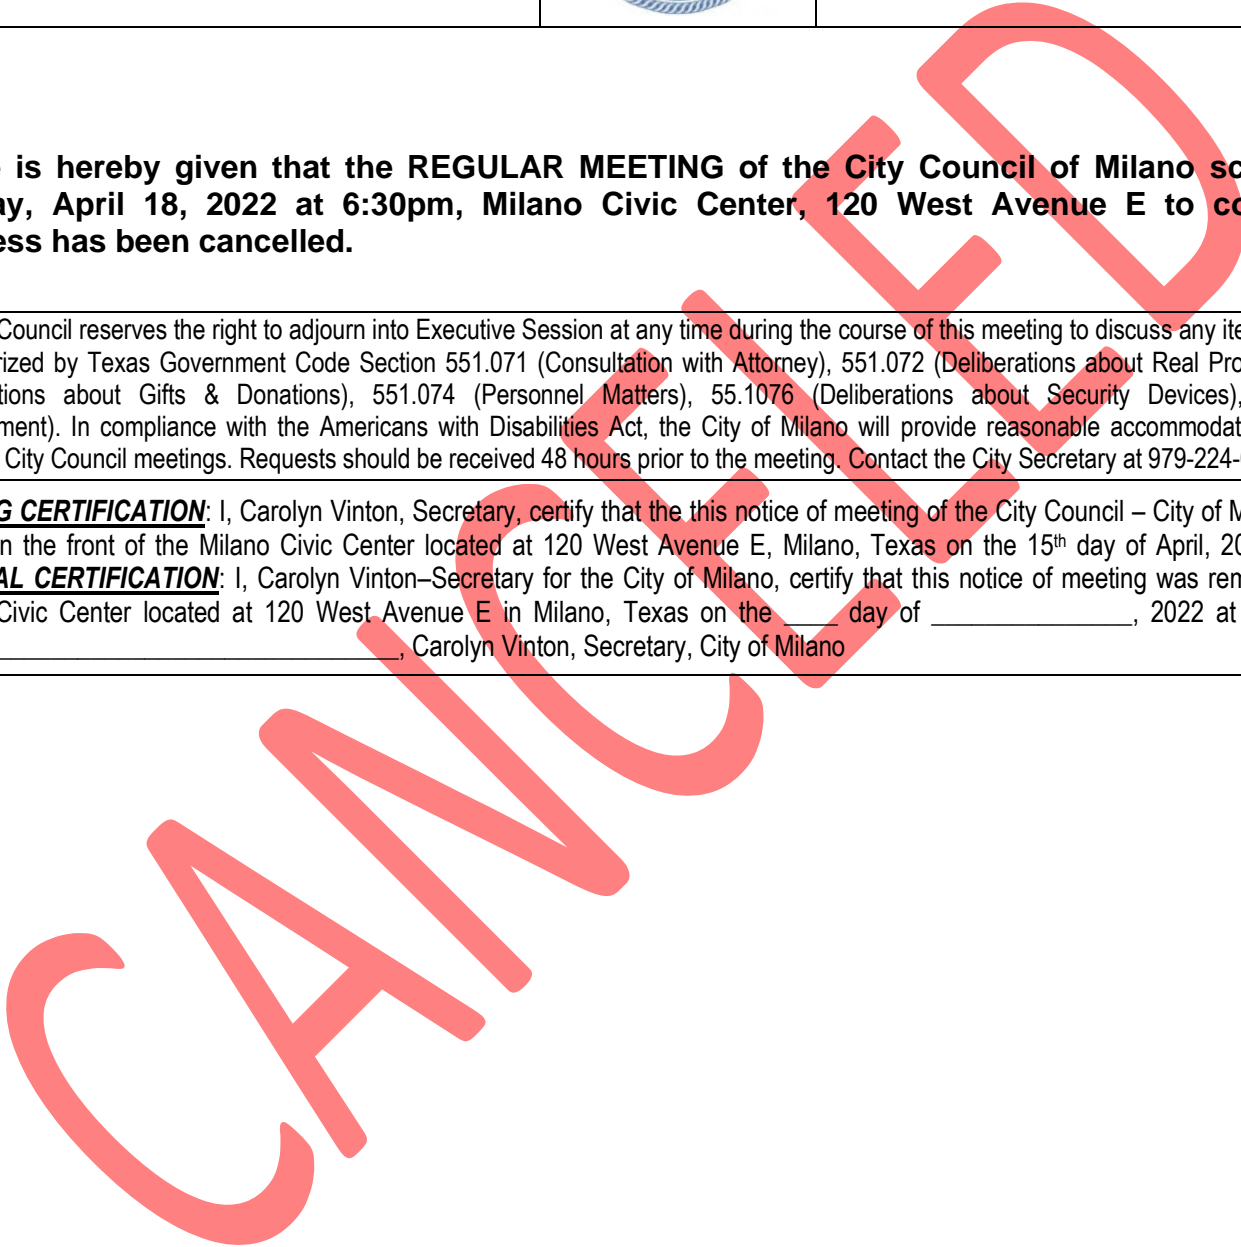 is hereby given that the REGULAR MEETING of the City Council of Milano sc
ay, April 18, 2022 at 6:30pm, Milano Civic Center, 120 West Avenue E to co
ess has been cancelled.
Council reserves the right to adjourn into Executive Session at any time during the course of this meeting to discuss any ite
rized by Texas Government Code Section 551.071 (Consultation with Attorney), 551.072 (Deliberations about Real Pro
tions about Gifts & Donations), 551.074 (Personnel Matters), 55.1076 (Deliberations about Security Devices),
ment). In compliance with the Americans with Disabilities Act, the City of Milano will provide reasonable accommodat
City Council meetings. Requests should be received 48 hours prior to the meeting. Contact the City Secretary at 979-224-
G CERTIFICATION: I, Carolyn Vinton, Secretary, certify that the this notice of meeting of the City Council – City of M
n the front of the Milano Civic Center located at 120 West Avenue E, Milano, Texas on the 15th day of April, 20
AL CERTIFICATION: I, Carolyn Vinton–Secretary for the City of Milano, certify that this notice of meeting was rem
Civic Center located at 120 West Avenue E in Milano, Texas on the ____ day of _______________, 2022 at
______________________________, Carolyn Vinton, Secretary, City of Milano
CANCELED